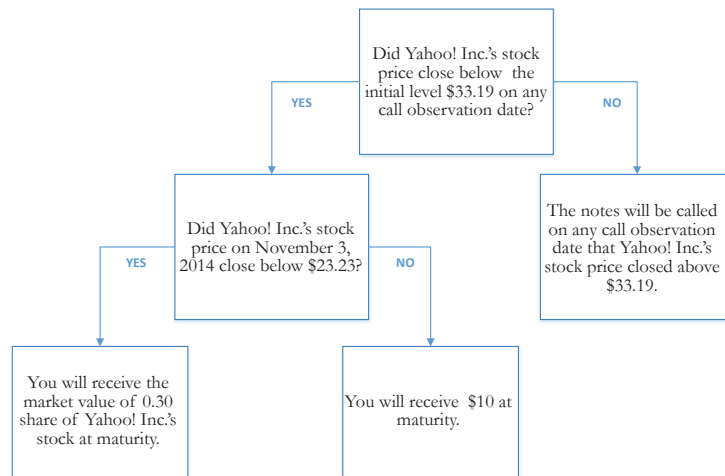 Did Yahoo! Inc.'s stock
price close below the
initial level $33.19 on any
call observation date?
YES
NO
Did Yahoo! Inc.'s stock
price on November 3,
2014 close below $23.23?
The notes will be called
on any call observation
date that Yahoo! Inc.'s
stock price closed above
$33.19.
YES
NO
You will receive the
market value of 0.30
share of Yahoo! Inc.'s
stock at maturity.
You will receive $10 at
maturity.